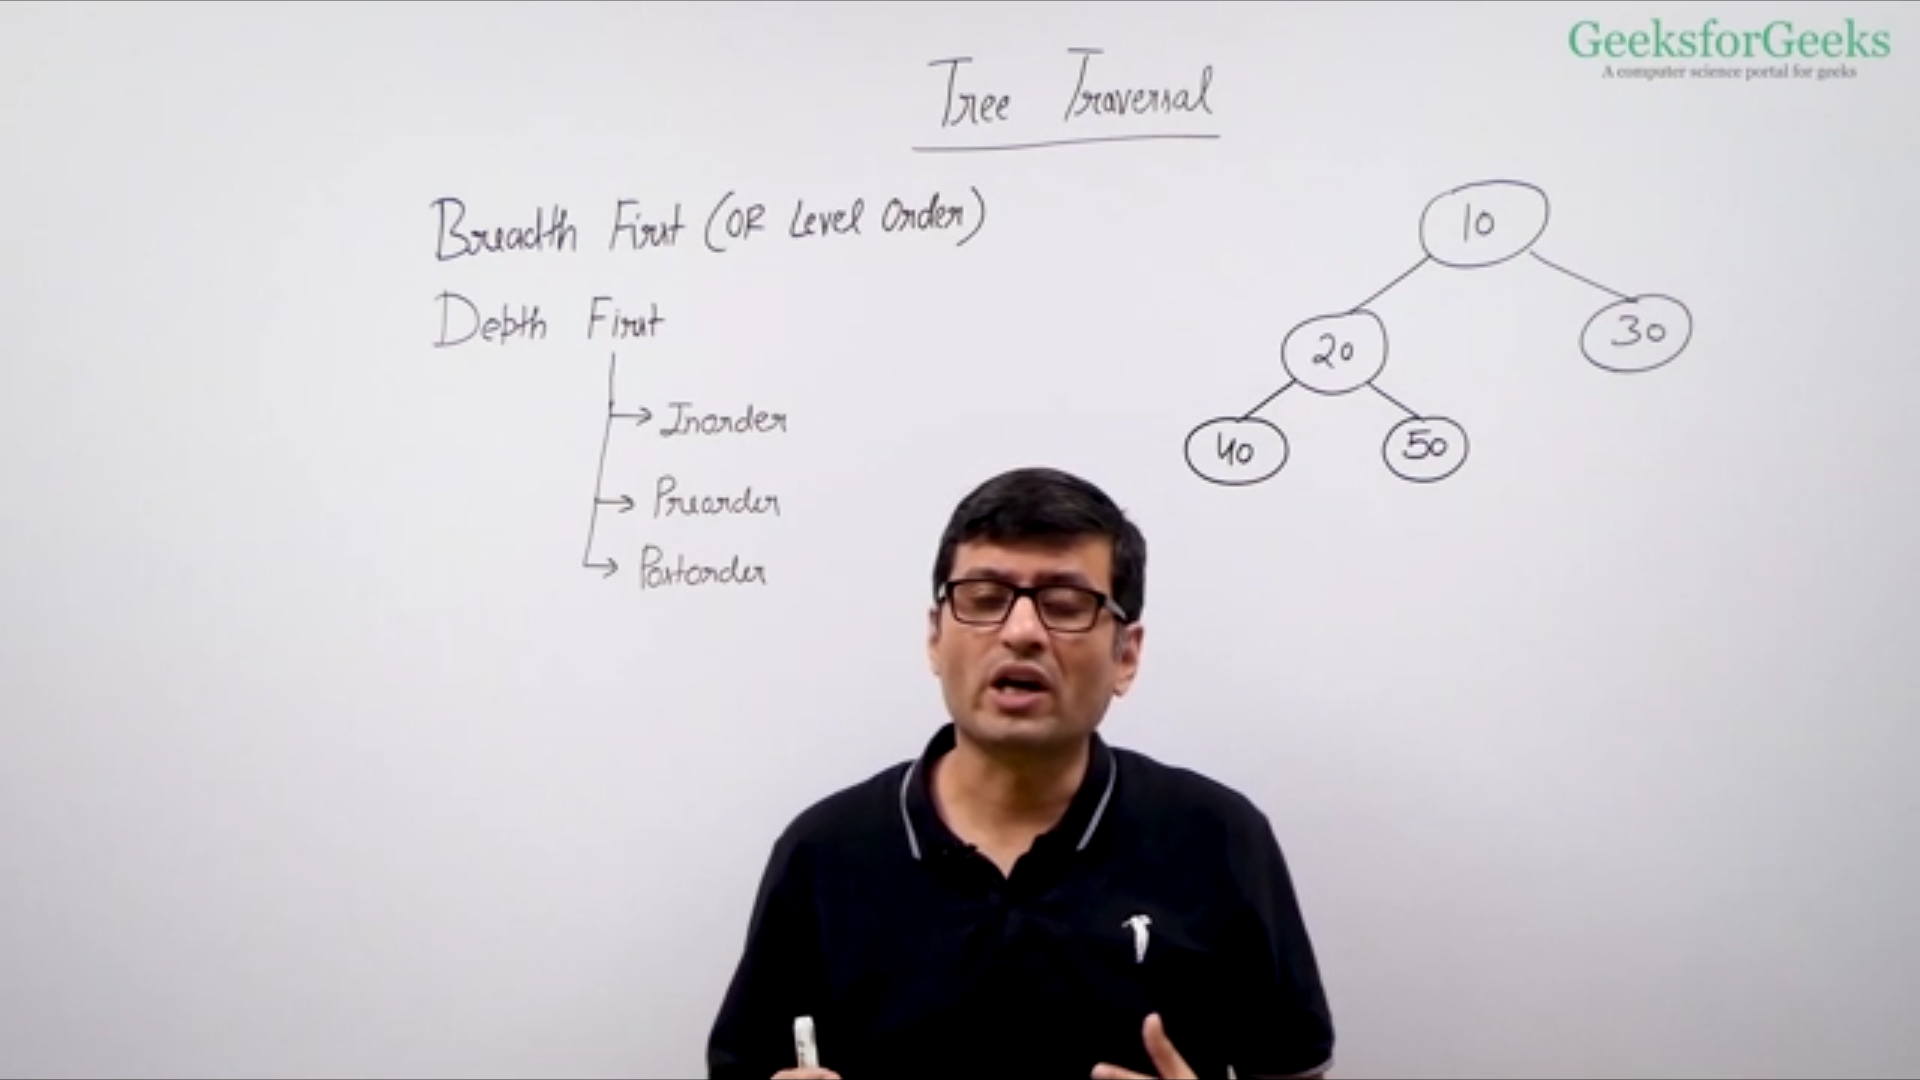 GeeksforGeeks
A computer science portal for geeks
Tree Traversal
Breadth First (OR Level Order)
Depth First
Inorder
Preorder
Postorder
10
20
30
40
50